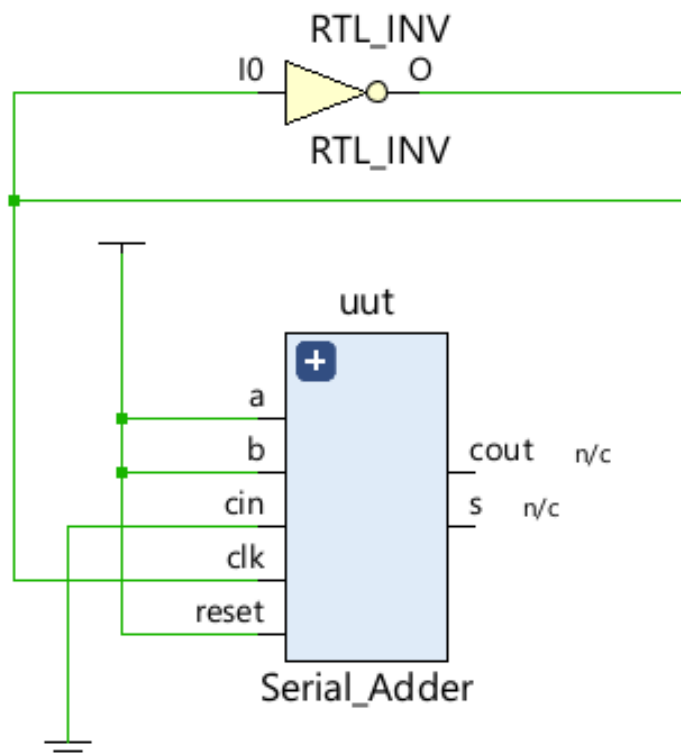 RTL_INV
I0
O
RTL_INV
uut
+
a
b
cout n/c
cin
s n/c
clk
reset
Serial_Adder